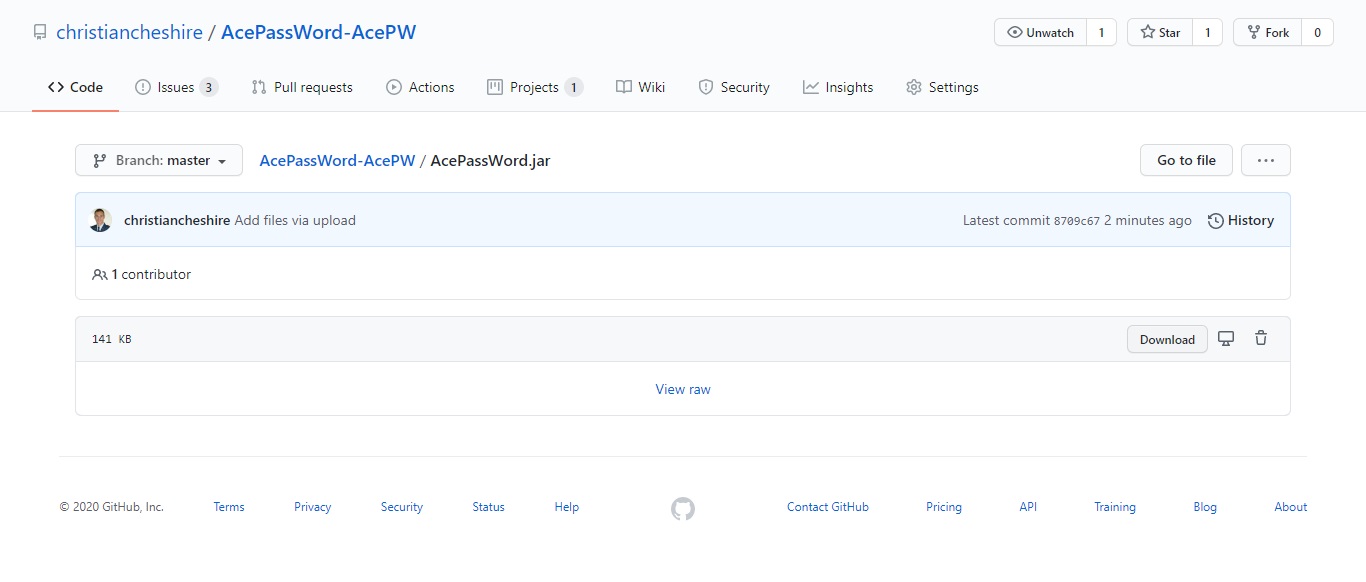 christiancheshire / AcePassWord-AcePW
Unwatch 1 Star 1 Fork 0
Code Issues 3 Pull requests Actions Projects 1 Wiki Security Insights Settings
Branch: master AcePassWord-AcePW / AcePassWord.jar Go to file ...
christiancheshire Add files via upload Latest commit 8709c67 2 minutes ago History
1 contributor
141 KB Download
View raw
© 2020 GitHub, Inc. Terms Privacy Security Status Help Contact GitHub Pricing API Training Blog About